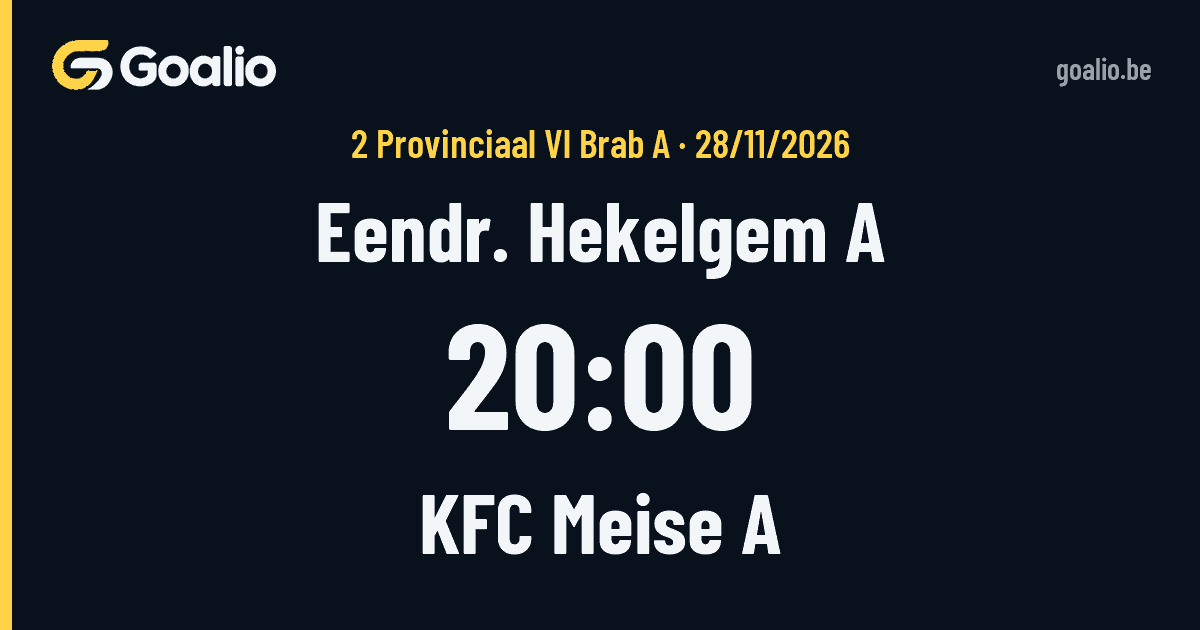 Goalio
goalio.be
2 Provinciaal Vl Brab A · 28/11/2026
Eendr. Hekelgem A
20:00
KFC Meise A